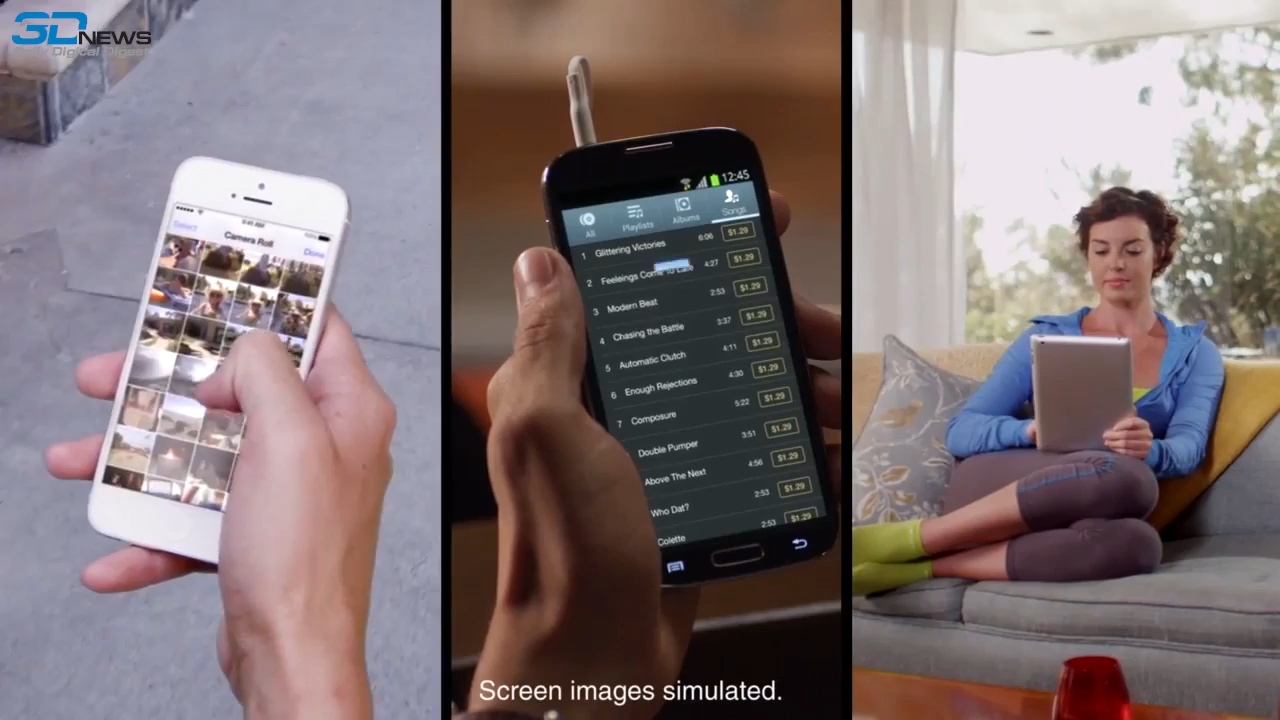 3DNEWS
Digital Digest
Select
Camera Roll
Done
12:45
All
Playlists
Albums
Songs
1 Glittering Victories 6:06 $1.29
2 Feeleings Come To Late 4:27 $1.29
3 Modern Beat 2:53 $1.29
4 Chasing the Battle 3:37 $1.29
5 Automatic Clutch 4:11 $1.29
6 Enough Rejections 4:30 $1.29
7 Composure 5:22 $1.29
Double Pumper 3:51 $1.29
Above The Next 4:56 $1.29
Who Dat? 2:53 $1.29
Colette 2:53 $1.29
Screen images simulated.